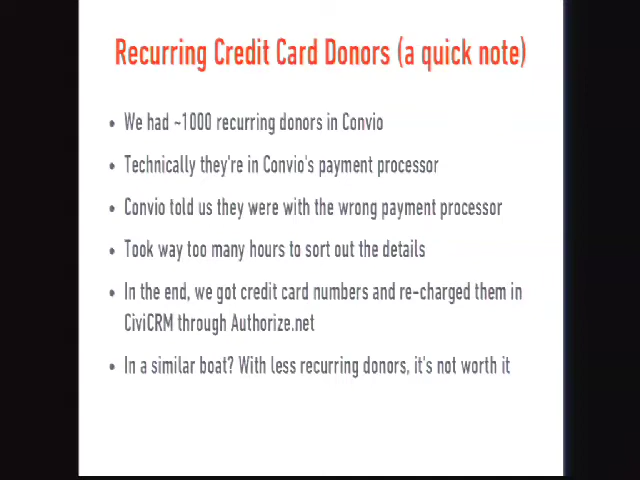 Recurring Credit Card Donors (a quick note)
• We had ~1000 recurring donors in Convio
• Technically they're in Convio's payment processor
• Convio told us they were with the wrong payment processor
• Took way too many hours to sort out the details
• In the end, we got credit card numbers and re-charged them in
CiviCRM through Authorize.net
• In a similar boat? With less recurring donors, it's not worth it